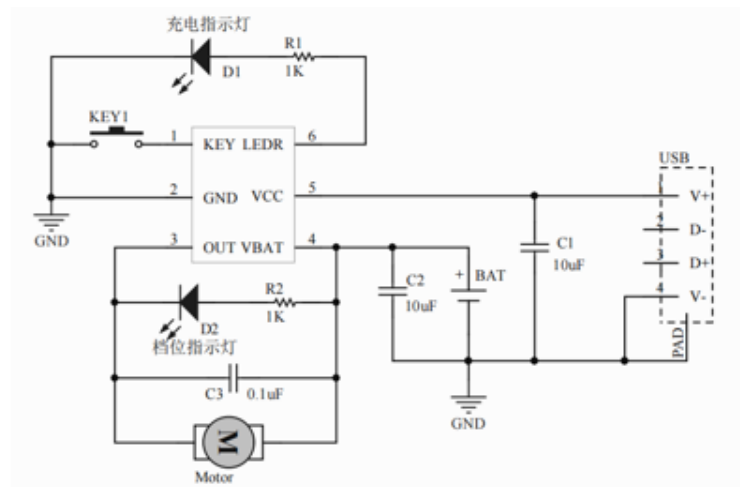 充电指示灯
R1
D1
1K
KEY1
1
KEY LEDR
6
USB
2
GND VCC
5
1
V+
GND
2
D-
3
OUT VBAT
4
C1
10uF
3
D+
C2
10uF
+
BAT
4
V-
R2
1K
D2
档位指示灯
PAD
C3
0.1uF
GND
M
Motor